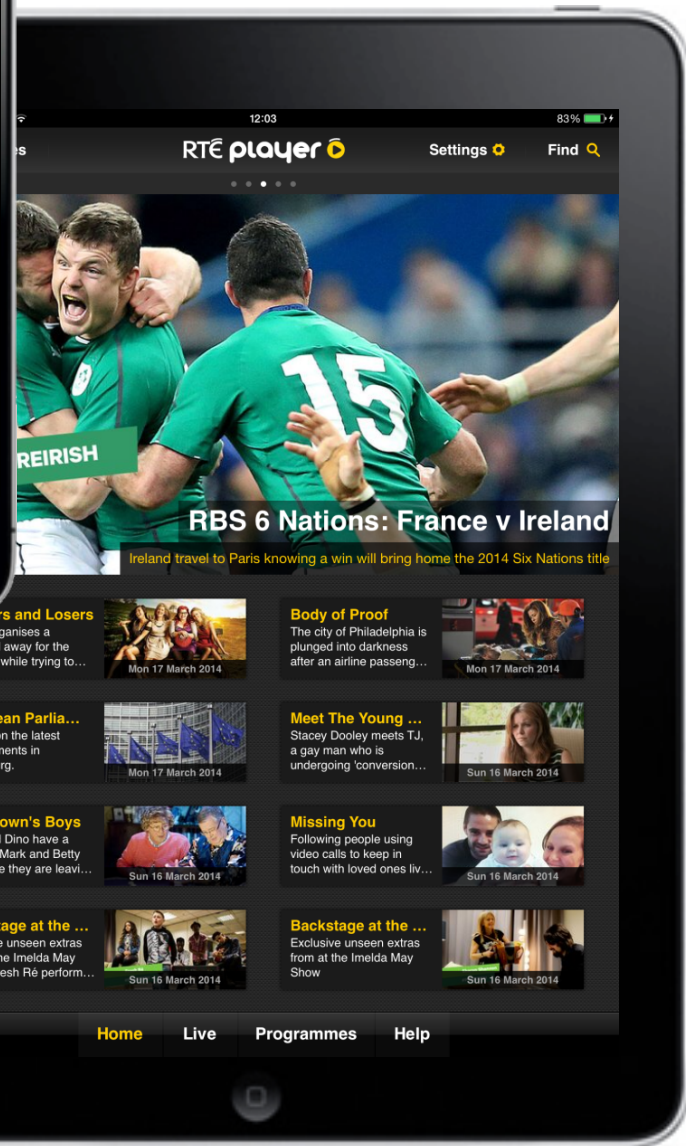 12:03
83%
RTÉ player
Settings
Find
15
REIRISH
RBS 6 Nations: France v Ireland
Ireland travel to Paris knowing a win will bring home the 2014 Six Nations title
rs and Losers
ganises a
away for the
while trying to…
Mon 17 March 2014
Body of Proof
The city of Philadelphia is
plunged into darkness
after an airline passeng…
Mon 17 March 2014
ean Parlia…
n the latest
ments in
rg.
Mon 17 March 2014
Meet The Young …
Stacey Dooley meets TJ,
a gay man who is
undergoing 'conversion…
Sun 16 March 2014
own's Boys
Dino have a
Mark and Betty
e they are leavi…
Sun 16 March 2014
Missing You
Following people using
video calls to keep in
touch with loved ones liv…
Sun 16 March 2014
tage at the …
e unseen extras
he Imelda May
esh Ré perform…
Sun 16 March 2014
Backstage at the …
Exclusive unseen extras
from at the Imelda May
Show
Sun 16 March 2014
Home
Live
Programmes
Help